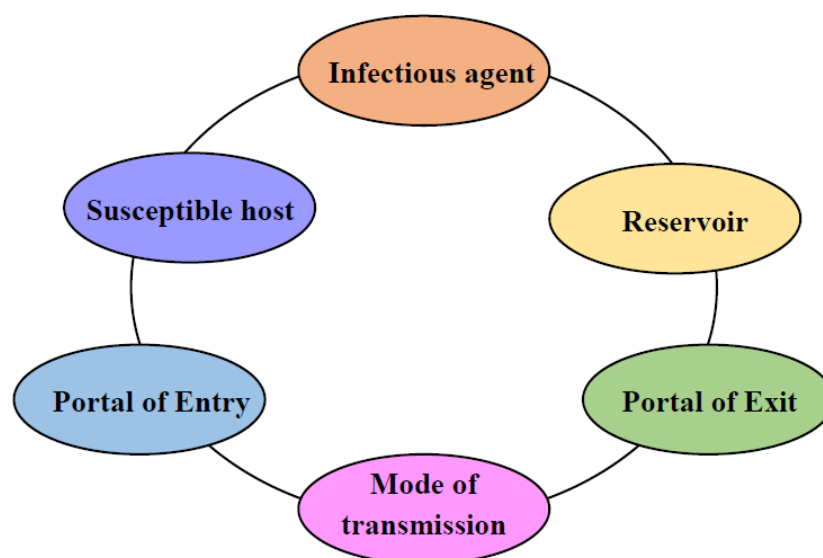 Infectious agent
Susceptible host
Reservoir
Portal of Entry
Portal of Exit
Mode of
transmission